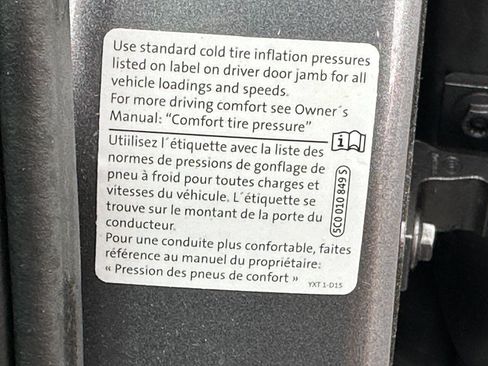 Use standard cold tire inflation pressures
listed on label on driver door jamb for all
vehicle loadings and speeds.
For more driving comfort see Owner´s
Manual: “Comfort tire pressure”
Utiilisez l´étiquette avec la liste des
normes de pressions de gonflage de
pneu à froid pour toutes charges et
vitesses du véhicule. L´étiquette se
trouve sur le montant de la porte du
conducteur.
Pour une conduite plus confortable, faites
référence au manuel du propriétaire:
« Pression des pneus de confort »
5C0 010 849 S
YXT 1-D15